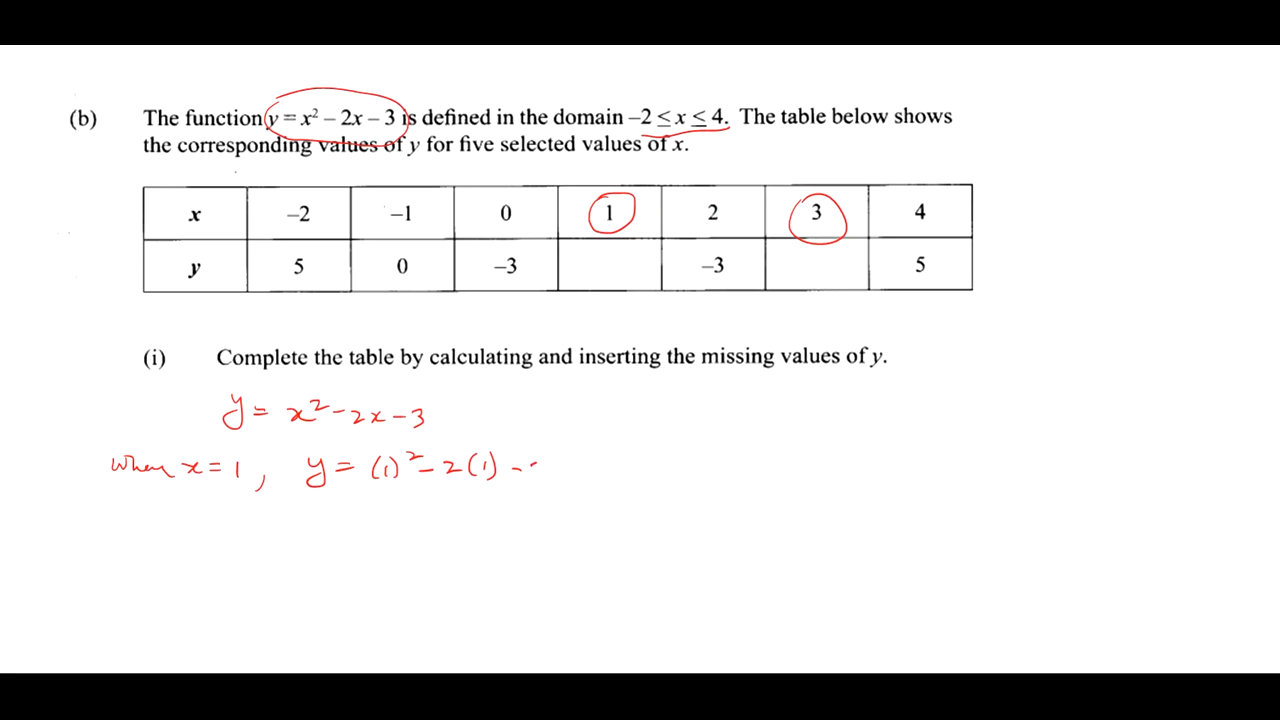 (b) The function y = x² – 2x – 3 is defined in the domain –2 ≤ x ≤ 4. The table below shows
the corresponding values of y for five selected values of x.
x –2 –1 0 1 2 3 4
y 5 0 –3 –3 5
(i) Complete the table by calculating and inserting the missing values of y.
y = x² - 2x - 3
when x = 1, y = (1)² - 2(1) -